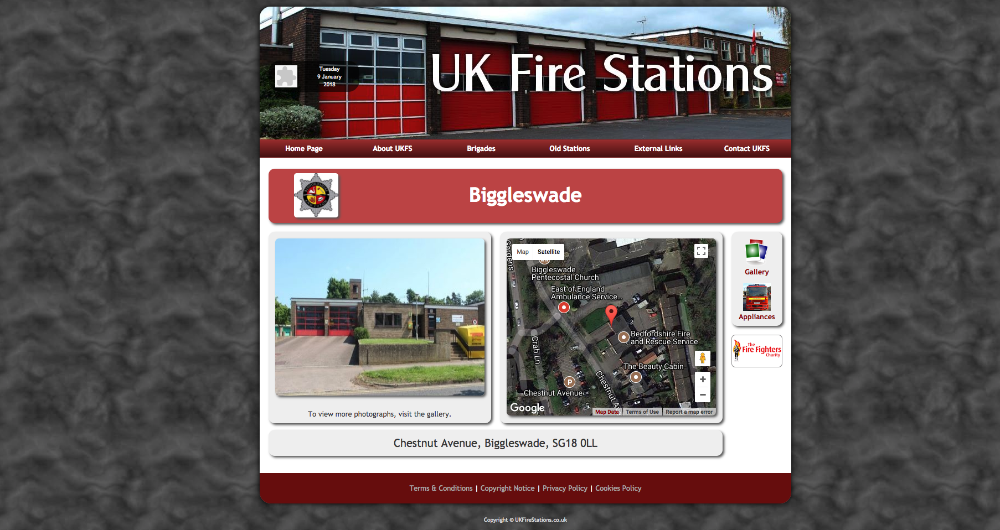 Tuesday
9 January
2018
UK Fire Stations
Home Page
About UKFS
Brigades
Old Stations
External Links
Contact UKFS
Biggleswade
To view more photographs, visit the gallery.
Map
Satellite
Gardens
Biggleswade
Pentecostal Church
East of England
Ambulance Service...
Bedfordshire Fire
and Rescue Service
Crab Ln
The Beauty Cabin
P
Chestnut Avenue
Chestnut Av
Google
Map Data
Terms of Use
Report a map error
Gallery
Appliances
The
Fire Fighters
Charity
Chestnut Avenue, Biggleswade, SG18 0LL
Terms & Conditions | Copyright Notice | Privacy Policy | Cookies Policy
Copyright © UKFireStations.co.uk